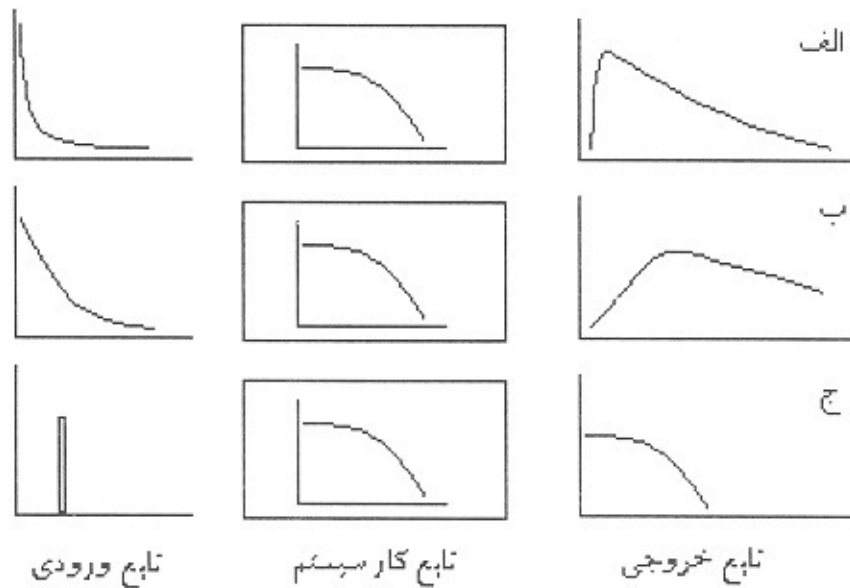 الف
ب
ج
تابع خروجی تابع کار سیستم تابع ورودی